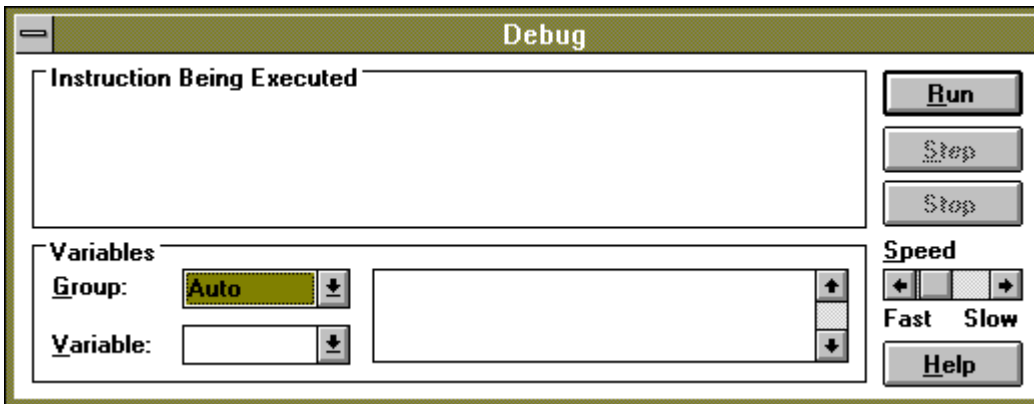 Debug
Instruction Being Executed
Run
Step
Stop
Variables
Group:
Auto
Variable:
Speed
Fast Slow
Help